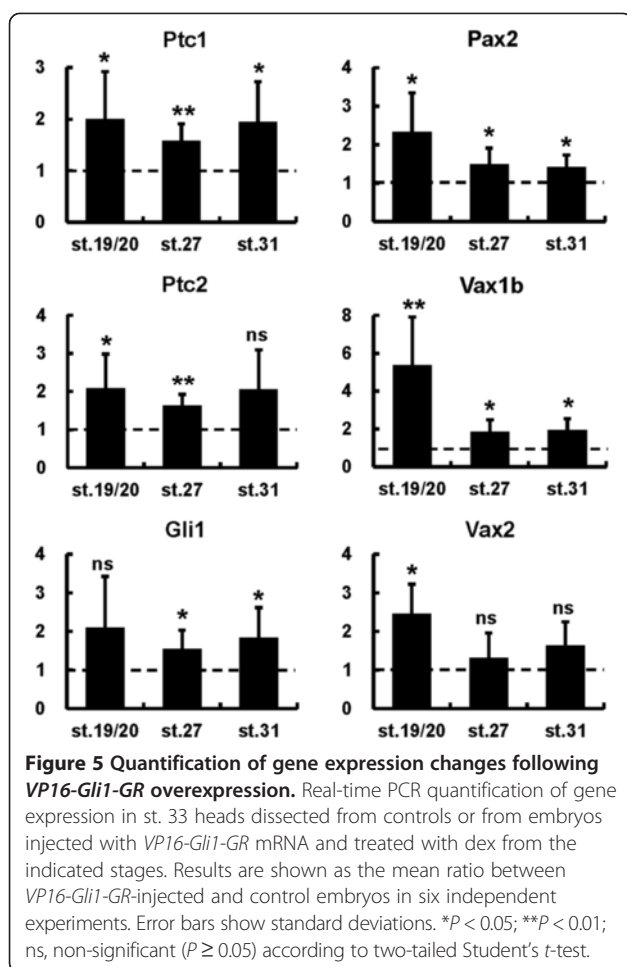 Ptc1
3
2
1
0
* ** *
st.19/20 st.27 st.31
Pax2
4
3
2
1
0
* * *
st.19/20 st.27 st.31
Ptc2
4
3
2
1
0
* ** ns
st.19/20 st.27 st.31
Vax1b
8
6
4
2
0
** * *
st.19/20 st.27 st.31
Gli1
4
3
2
1
0
ns * *
st.19/20 st.27 st.31
Vax2
4
3
2
1
0
* ns ns
st.19/20 st.27 st.31
Figure 5 Quantification of gene expression changes following
VP16-Gli1-GR overexpression. Real-time PCR quantification of gene
expression in st. 33 heads dissected from controls or from embryos
injected with VP16-Gli1-GR mRNA and treated with dex from the
indicated stages. Results are shown as the mean ratio between
VP16-Gli1-GR-injected and control embryos in six independent
experiments. Error bars show standard deviations. *P < 0.05; **P < 0.01;
ns, non-significant (P ≥ 0.05) according to two-tailed Student's t-test.